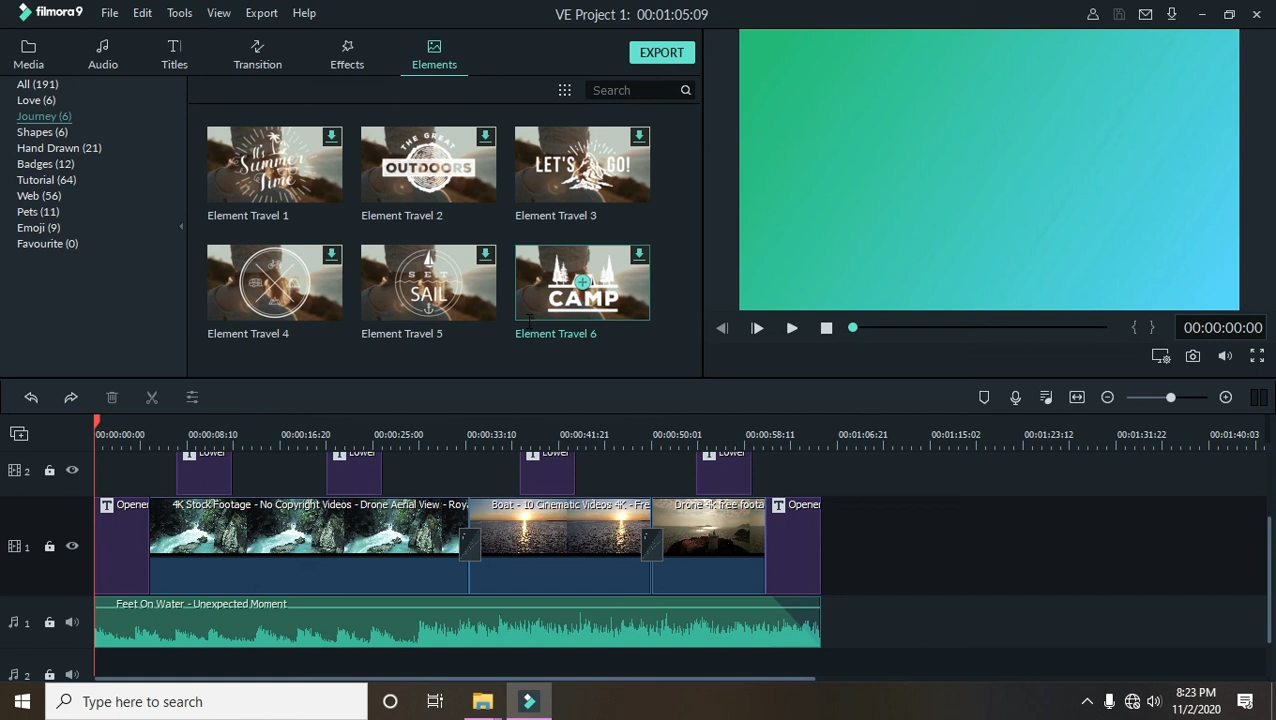 filmora9 File Edit Tools View Export Help VE Project 1: 00:01:05:09
Media Audio Titles Transition Effects Elements EXPORT
All (191)
Love (6)
Journey (6)
Shapes (6)
Hand Drawn (21)
Badges (12)
Tutorial (64)
Web (56)
Pets (11)
Emoji (9)
Favourite (0)
Search
It's Summer Time
THE GREAT OUTDOORS
LET'S GO!
Element Travel 1 Element Travel 2 Element Travel 3
SET SAIL
CAMP
Element Travel 4 Element Travel 5 Element Travel 6
00:00:00:00
00:00:00:00 00:00:08:10 00:00:16:20 00:00:25:00 00:00:33:10 00:00:41:21 00:00:50:01 00:00:58:11 00:01:06:21 00:01:15:02 00:01:23:12 00:01:31:22 00:01:40:03
2 T Lower T Lower T Lower T Lower
T Opener 4K Stock Footage - No Copyright Videos - Drone Aerial View - Roya Boat - 10 Cinematic Videos 4K - Fre Drone 4k free foota T Opener
1
Feet On Water - Unexpected Moment
1
2
Type here to search
8:23 PM
11/2/2020